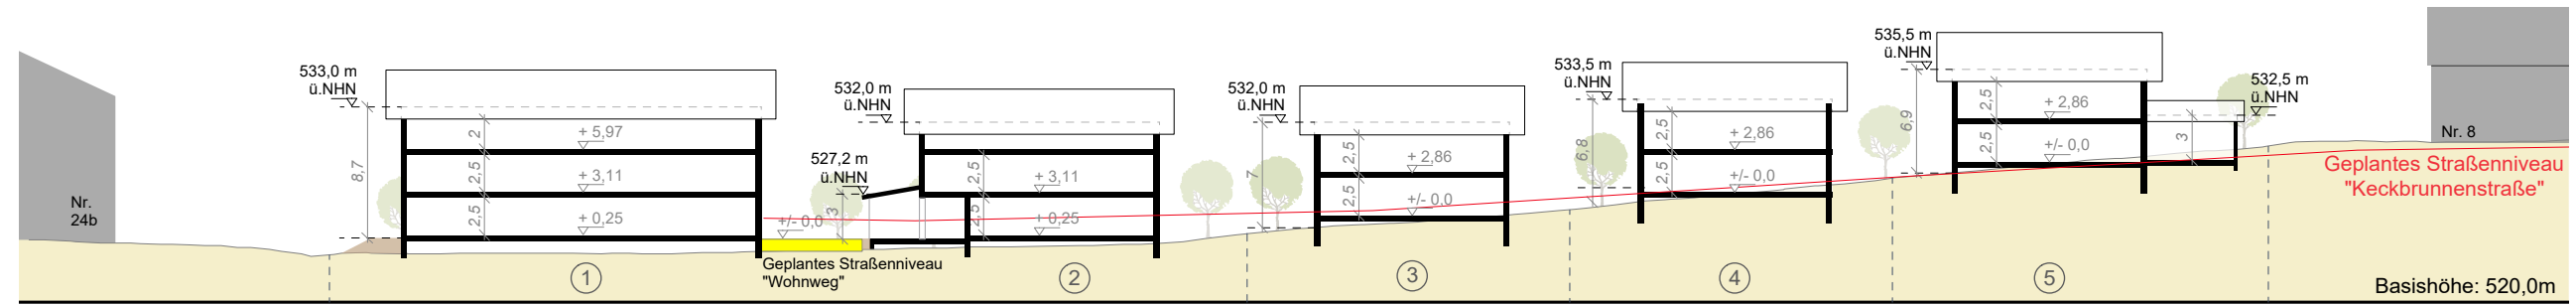 Nr.
24b
533,0 m
ü.NHN
8,7
2
2,5
2,5
+ 5,97
+ 3,11
+ 0,25
1
+/- 0,0
Geplantes Straßenniveau
"Wohnweg"
527,2 m
ü.NHN
3
532,0 m
ü.NHN
2,5
2,5
+ 3,11
+ 0,25
2
532,0 m
ü.NHN
7
2,5
2,5
+ 2,86
+/- 0,0
3
533,5 m
ü.NHN
6,8
2,5
2,5
+ 2,86
+/- 0,0
4
535,5 m
ü.NHN
6,9
2,5
2,5
+ 2,86
+/- 0,0
5
3
532,5 m
ü.NHN
Nr. 8
Geplantes Straßenniveau
"Keckbrunnenstraße"
Basishöhe: 520,0m